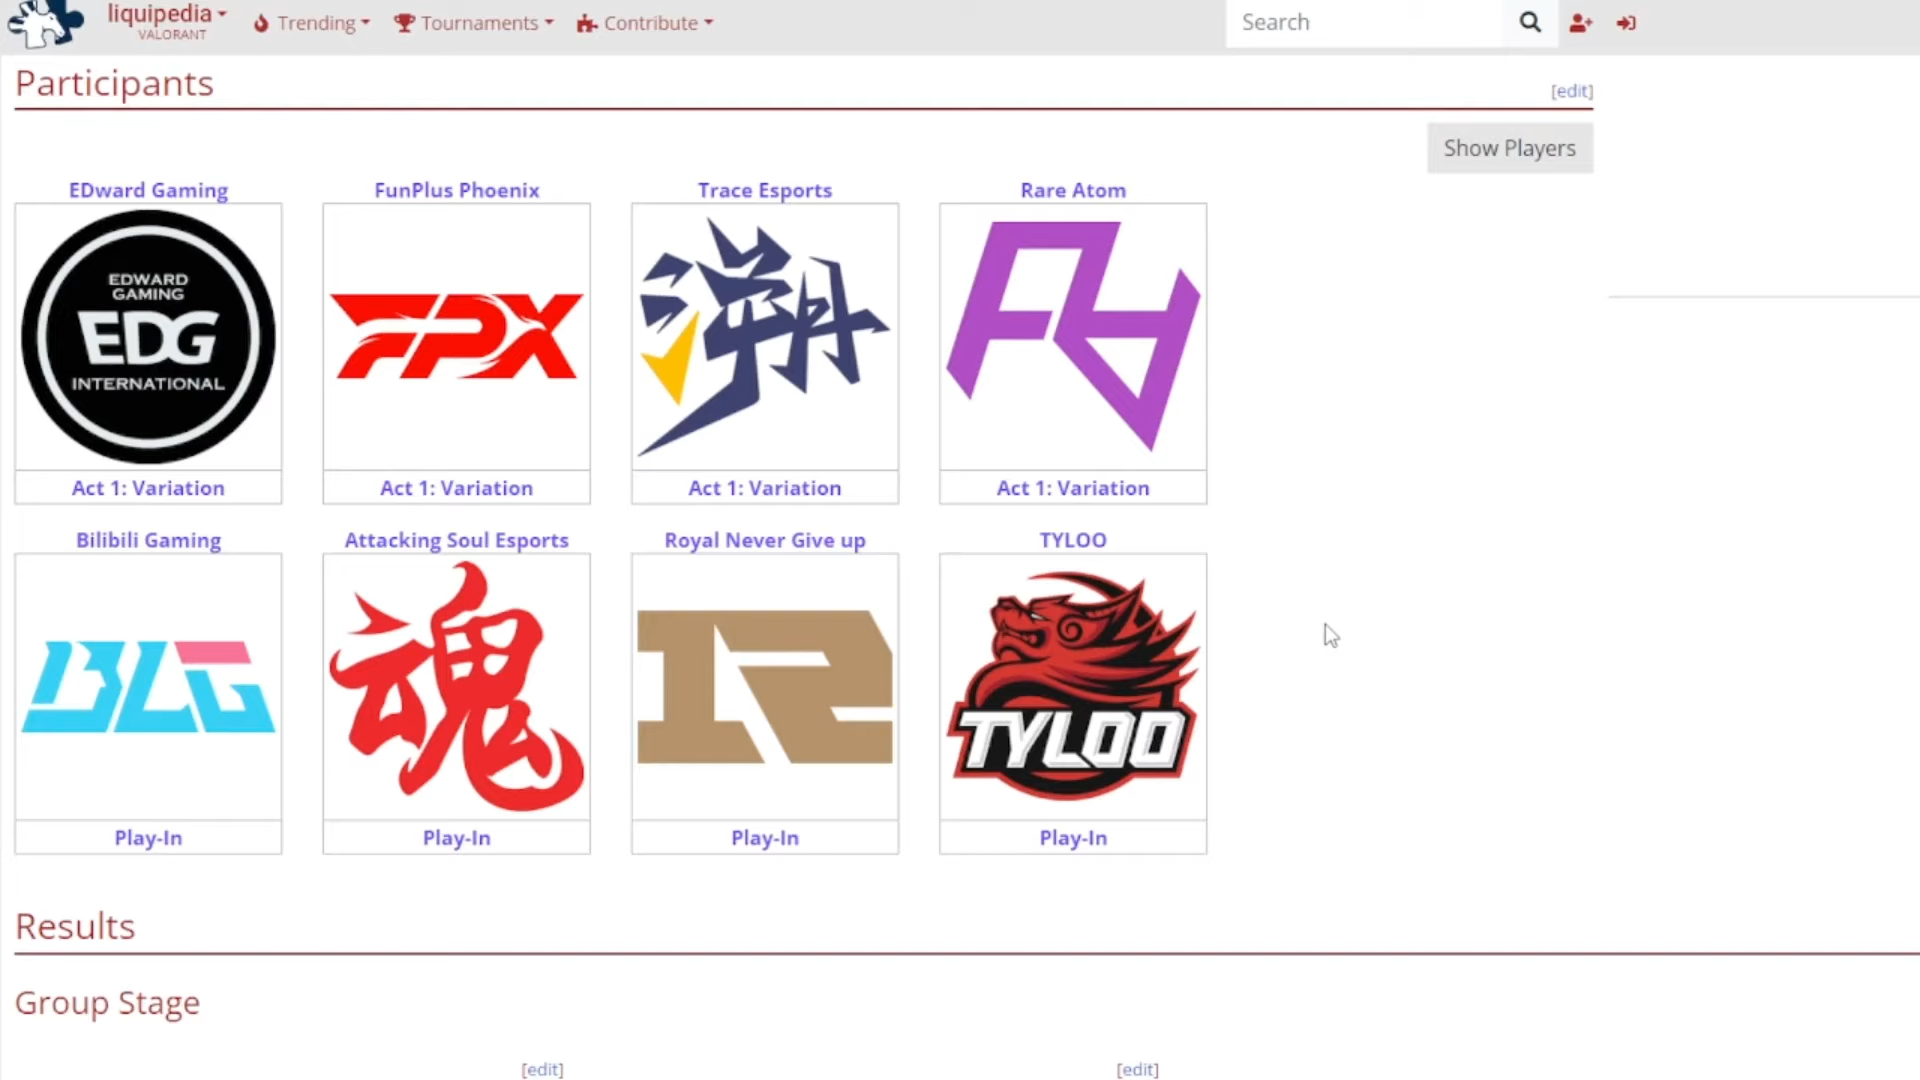 liquipedia
VALORANT
Trending
Tournaments
Contribute
Search
Participants
[edit]
Show Players
EDward Gaming
FunPlus Phoenix
Trace Esports
Rare Atom
EDWARD
GAMING
EDG
INTERNATIONAL
FPX
溯
RA
Act 1: Variation
Act 1: Variation
Act 1: Variation
Act 1: Variation
Bilibili Gaming
Attacking Soul Esports
Royal Never Give up
TYLOO
BLG
魂
R
TYLOO
Play-In
Play-In
Play-In
Play-In
Results
Group Stage
[edit]
[edit]